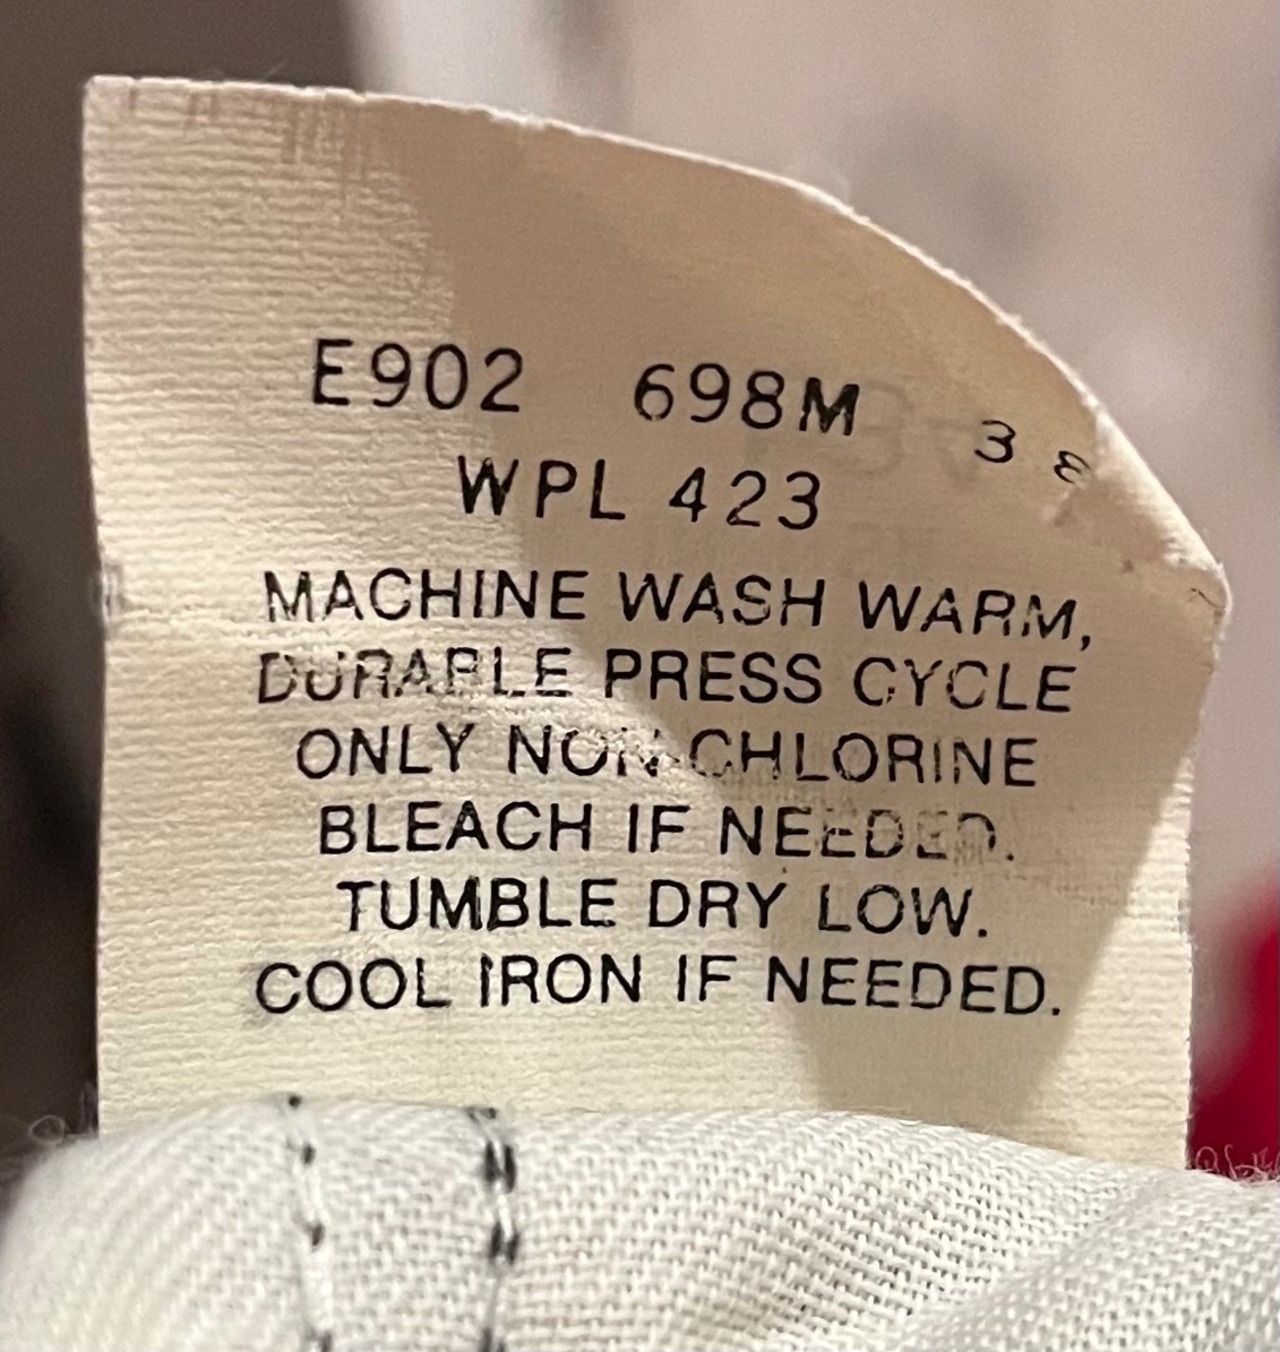 E902 698M 38
WPL 423
MACHINE WASH WARM,
DURABLE PRESS CYCLE
ONLY NON-CHLORINE
BLEACH IF NEEDED.
TUMBLE DRY LOW.
COOL IRON IF NEEDED.